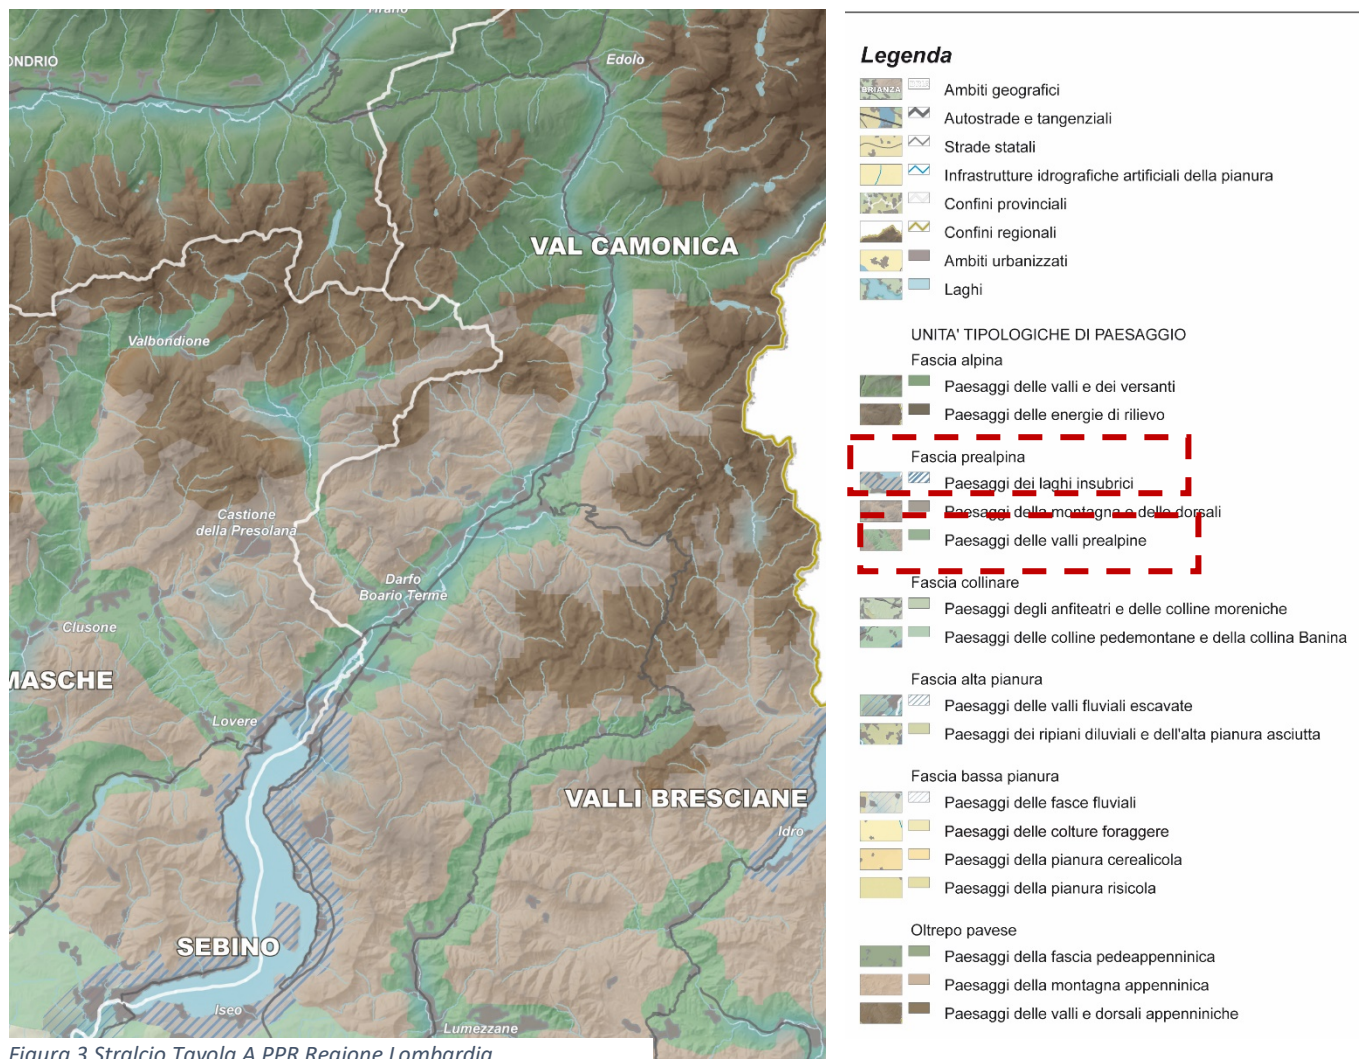 Tirano
ONDRIO
Edolo
VAL CAMONICA
Valbondione
Castione
della Presolana
Darfo
Boario Terme
Clusone
MASCHE
Lovere
VALLI BRESCIANE
Idro
SEBINO
Iseo
Lumezzane
Figura 3 Stralcio Tavola A PPR Regione Lombardia
Legenda
BRIANZA
Ambiti geografici
Autostrade e tangenziali
Strade statali
Infrastrutture idrografiche artificiali della pianura
Confini provinciali
Confini regionali
Ambiti urbanizzati
Laghi
UNITA' TIPOLOGICHE DI PAESAGGIO
Fascia alpina
Paesaggi delle valli e dei versanti
Paesaggi delle energie di rilievo
Fascia prealpina
Paesaggi dei laghi insubrici
Paesaggi della montagna e delle dorsali
Paesaggi delle valli prealpine
Fascia collinare
Paesaggi degli anfiteatri e delle colline moreniche
Paesaggi delle colline pedemontane e della collina Banina
Fascia alta pianura
Paesaggi delle valli fluviali escavate
Paesaggi dei ripiani diluviali e dell'alta pianura asciutta
Fascia bassa pianura
Paesaggi delle fasce fluviali
Paesaggi delle colture foraggere
Paesaggi della pianura cerealicola
Paesaggi della pianura risicola
Oltrepo pavese
Paesaggi della fascia pedeappenninica
Paesaggi della montagna appenninica
Paesaggi delle valli e dorsali appenniniche